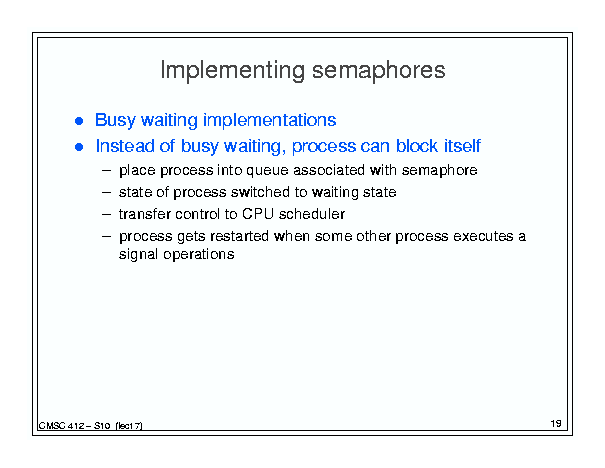 Implementing semaphores
● Busy waiting implementations
● Instead of busy waiting, process can block itself
– place process into queue associated with semaphore
– state of process switched to waiting state
– transfer control to CPU scheduler
– process gets restarted when some other process executes a
signal operations
CMSC 412 – S10 (lect7)
19